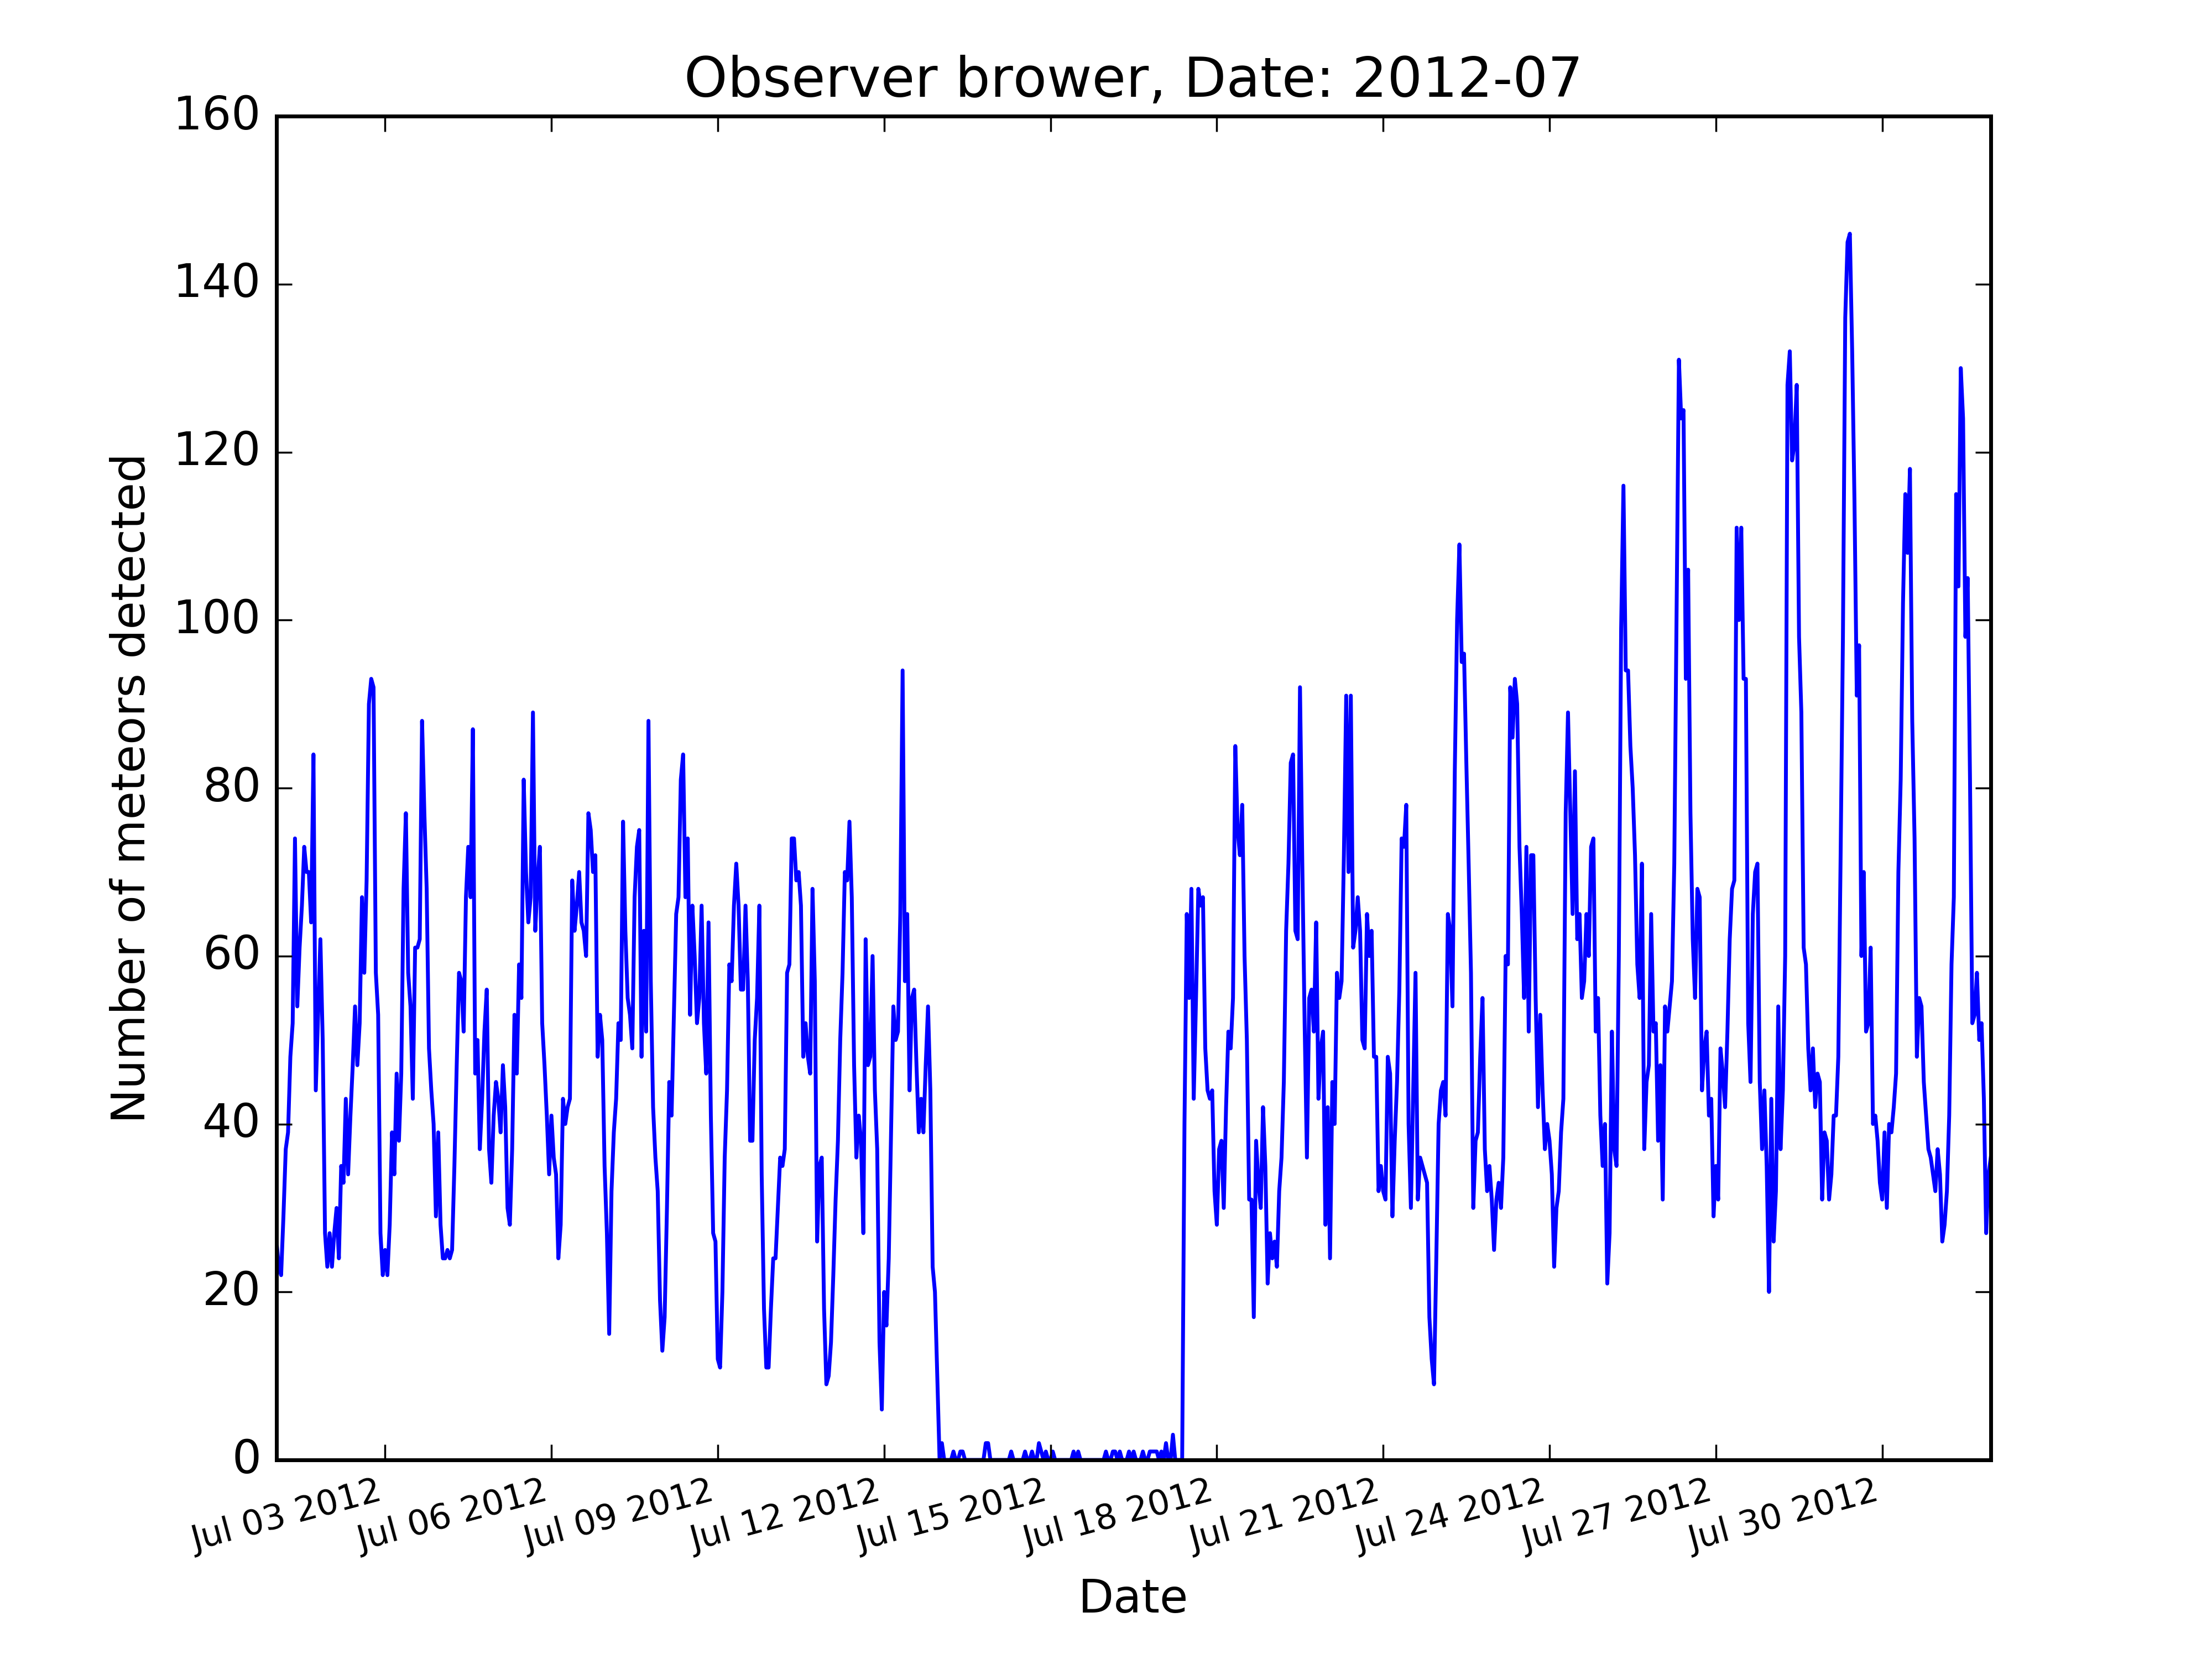 Observer brower, Date: 2012-07
160
140
120
100
80
60
40
20
0
Number of meteors detected
Jul 03 2012
Jul 06 2012
Jul 09 2012
Jul 12 2012
Jul 15 2012
Jul 18 2012
Jul 21 2012
Jul 24 2012
Jul 27 2012
Jul 30 2012
Date